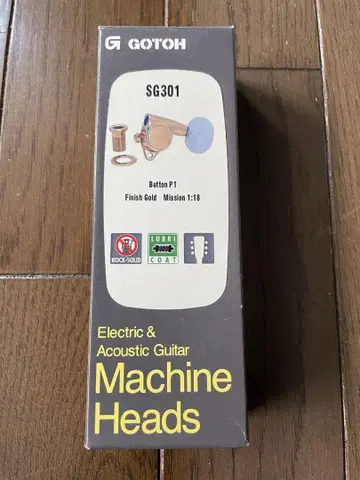 GOTOH
SG301
Button P1
Finish Gold Mission 1:18
ROCK-SOLID
LUBRI
COAT
Electric &
Acoustic Guitar
Machine
Heads